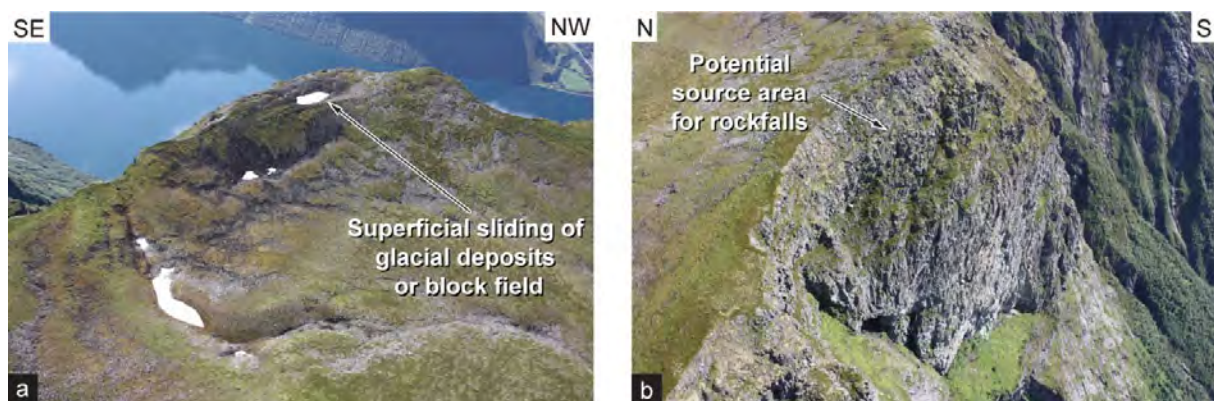 SE
NW
Superficial sliding of
glacial deposits
or block field
a
N
S
Potential
source area
for rockfalls
b